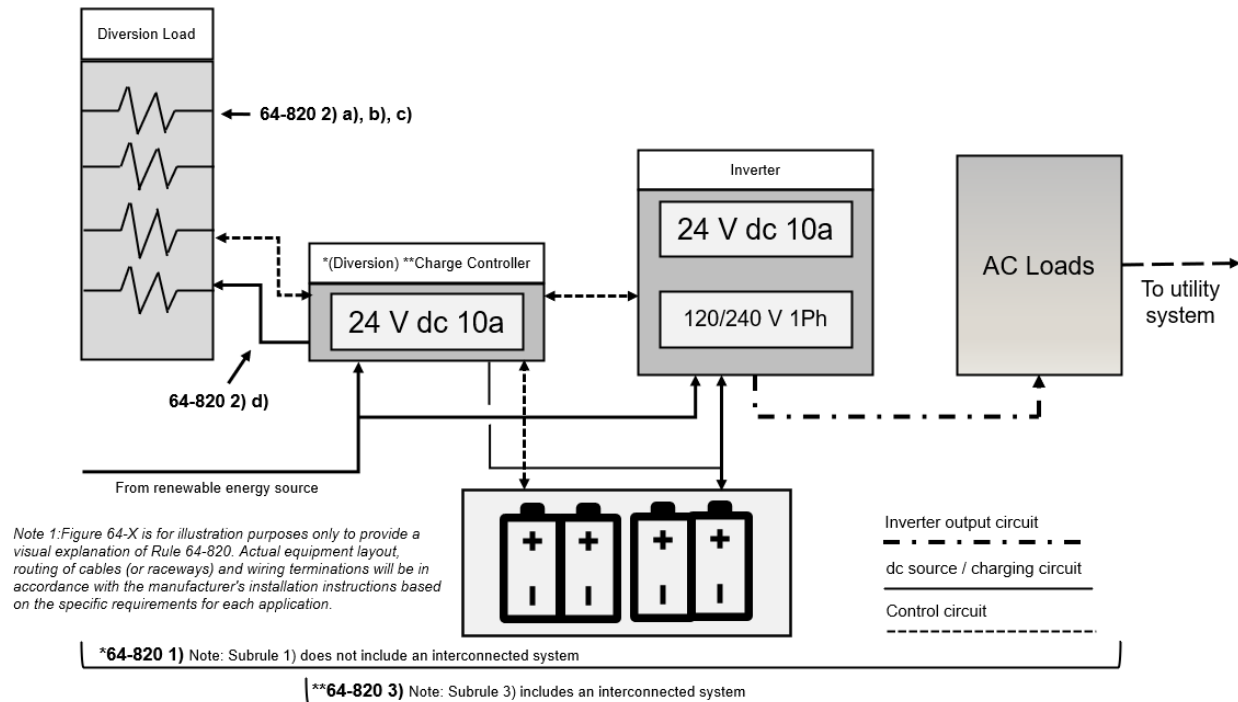 Diversion Load
64-820 2) a), b), c)
Inverter
24 V dc 10a
120/240 V 1Ph
AC Loads
To utility
system
*(Diversion) **Charge Controller
24 V dc 10a
64-820 2) d)
From renewable energy source
Note 1:Figure 64-X is for illustration purposes only to provide a
visual explanation of Rule 64-820. Actual equipment layout,
routing of cables (or raceways) and wiring terminations will be in
accordance with the manufacturer's installation instructions based
on the specific requirements for each application.
+ + + +
Inverter output circuit
dc source / charging circuit
Control circuit
*64-820 1) Note: Subrule 1) does not include an interconnected system
**64-820 3) Note: Subrule 3) includes an interconnected system